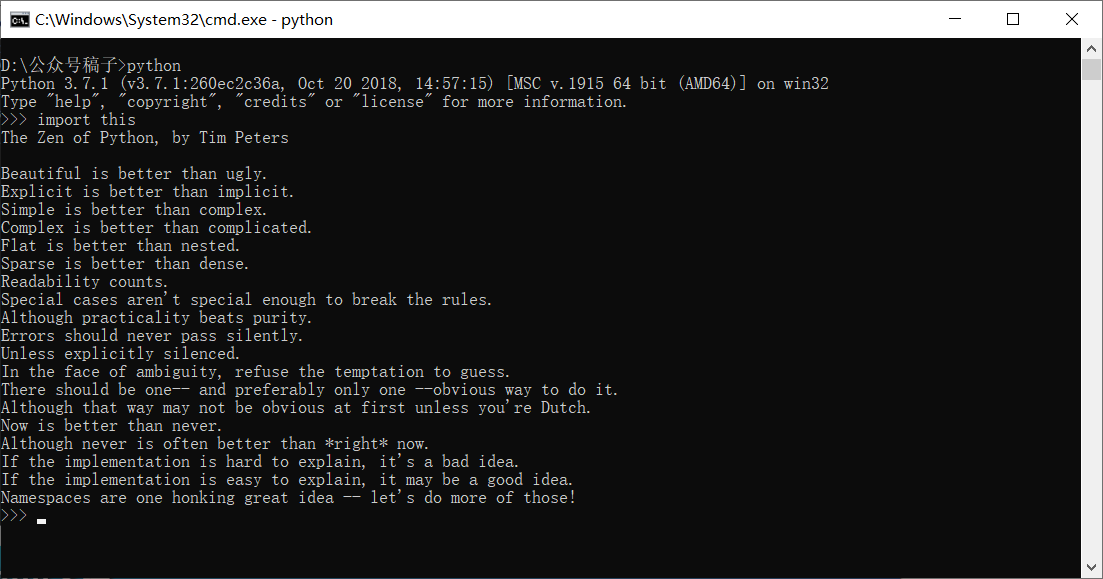 C:\Windows\System32\cmd.exe - python
D:\公众号稿子>python
Python 3.7.1 (v3.7.1:260ec2c36a, Oct 20 2018, 14:57:15) [MSC v.1915 64 bit (AMD64)] on win32
Type "help", "copyright", "credits" or "license" for more information.
>>> import this
The Zen of Python, by Tim Peters

Beautiful is better than ugly.
Explicit is better than implicit.
Simple is better than complex.
Complex is better than complicated.
Flat is better than nested.
Sparse is better than dense.
Readability counts.
Special cases aren't special enough to break the rules.
Although practicality beats purity.
Errors should never pass silently.
Unless explicitly silenced.
In the face of ambiguity, refuse the temptation to guess.
There should be one-- and preferably only one --obvious way to do it.
Although that way may not be obvious at first unless you're Dutch.
Now is better than never.
Although never is often better than *right* now.
If the implementation is hard to explain, it's a bad idea.
If the implementation is easy to explain, it may be a good idea.
Namespaces are one honking great idea -- let's do more of those!
>>>